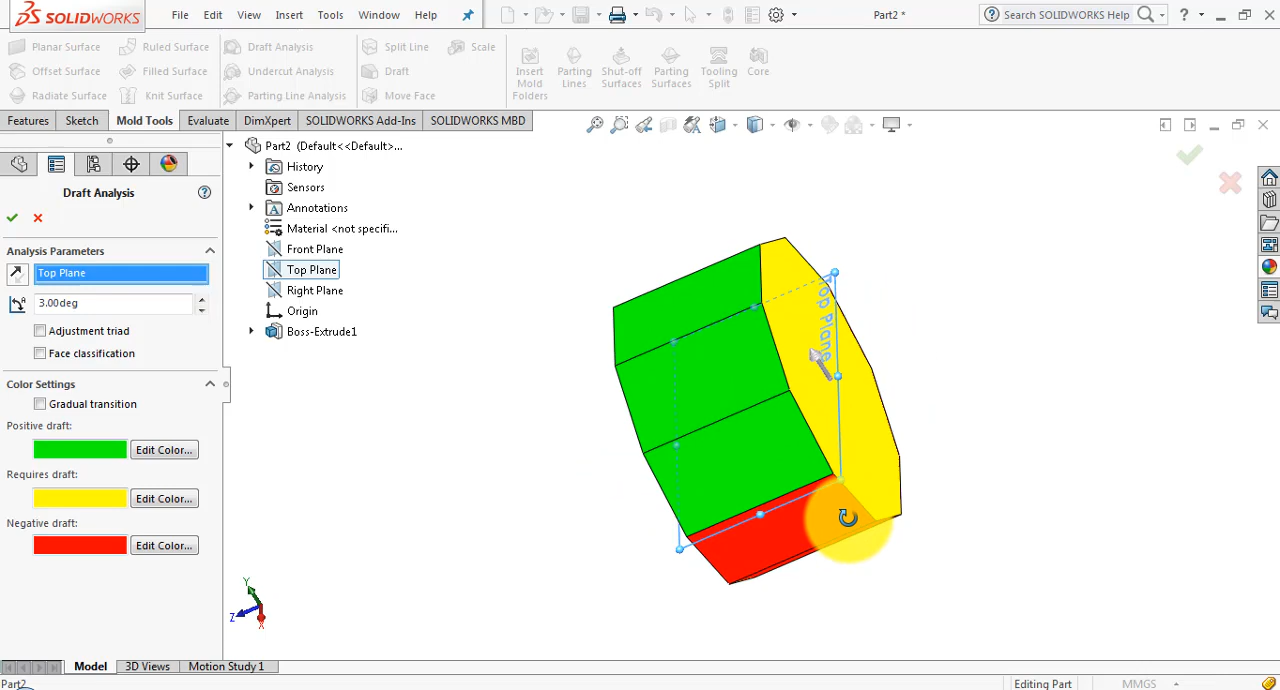 SOLIDWORKS File Edit View Insert Tools Window Help Part2 * Search SOLIDWORKS Help ?
Planar Surface Ruled Surface Draft Analysis Split Line Scale
Offset Surface Filled Surface Undercut Analysis Draft
Radiate Surface Knit Surface Parting Line Analysis Move Face
Insert Mold Folders Parting Lines Shut-off Surfaces Parting Surfaces Tooling Split Core
Features Sketch Mold Tools Evaluate DimXpert SOLIDWORKS Add-Ins SOLIDWORKS MBD
Draft Analysis ?
Analysis Parameters
Top Plane
3.00deg
Adjustment triad
Face classification
Color Settings
Gradual transition
Positive draft:
Edit Color...
Requires draft:
Edit Color...
Negative draft:
Edit Color...
Part2 (Default<<Default>...
History
Sensors
Annotations
Material <not specifi...
Front Plane
Top Plane
Right Plane
Origin
Boss-Extrude1
Top Plane
Y
Z
X
Model 3D Views Motion Study 1
Part2 Editing Part MMGS